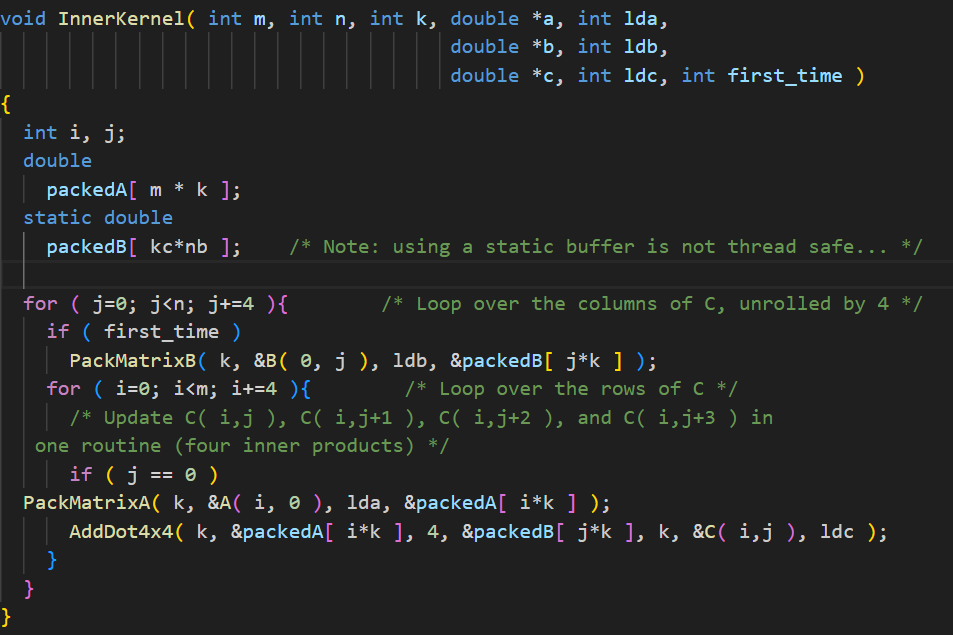 void InnerKernel( int m, int n, int k, double *a, int lda,
                                       double *b, int ldb,
                                       double *c, int ldc, int first_time )
{
  int i, j;
  double
    packedA[ m * k ];
  static double
    packedB[ kc*nb ];    /* Note: using a static buffer is not thread safe... */

  for ( j=0; j<n; j+=4 ){        /* Loop over the columns of C, unrolled by 4 */
    if ( first_time )
      PackMatrixB( k, &B( 0, j ), ldb, &packedB[ j*k ] );
    for ( i=0; i<m; i+=4 ){        /* Loop over the rows of C */
      /* Update C( i,j ), C( i,j+1 ), C( i,j+2 ), and C( i,j+3 ) in
   one routine (four inner products) */
      if ( j == 0 )
  PackMatrixA( k, &A( i, 0 ), lda, &packedA[ i*k ] );
      AddDot4x4( k, &packedA[ i*k ], 4, &packedB[ j*k ], k, &C( i,j ), ldc );
    }
  }
}